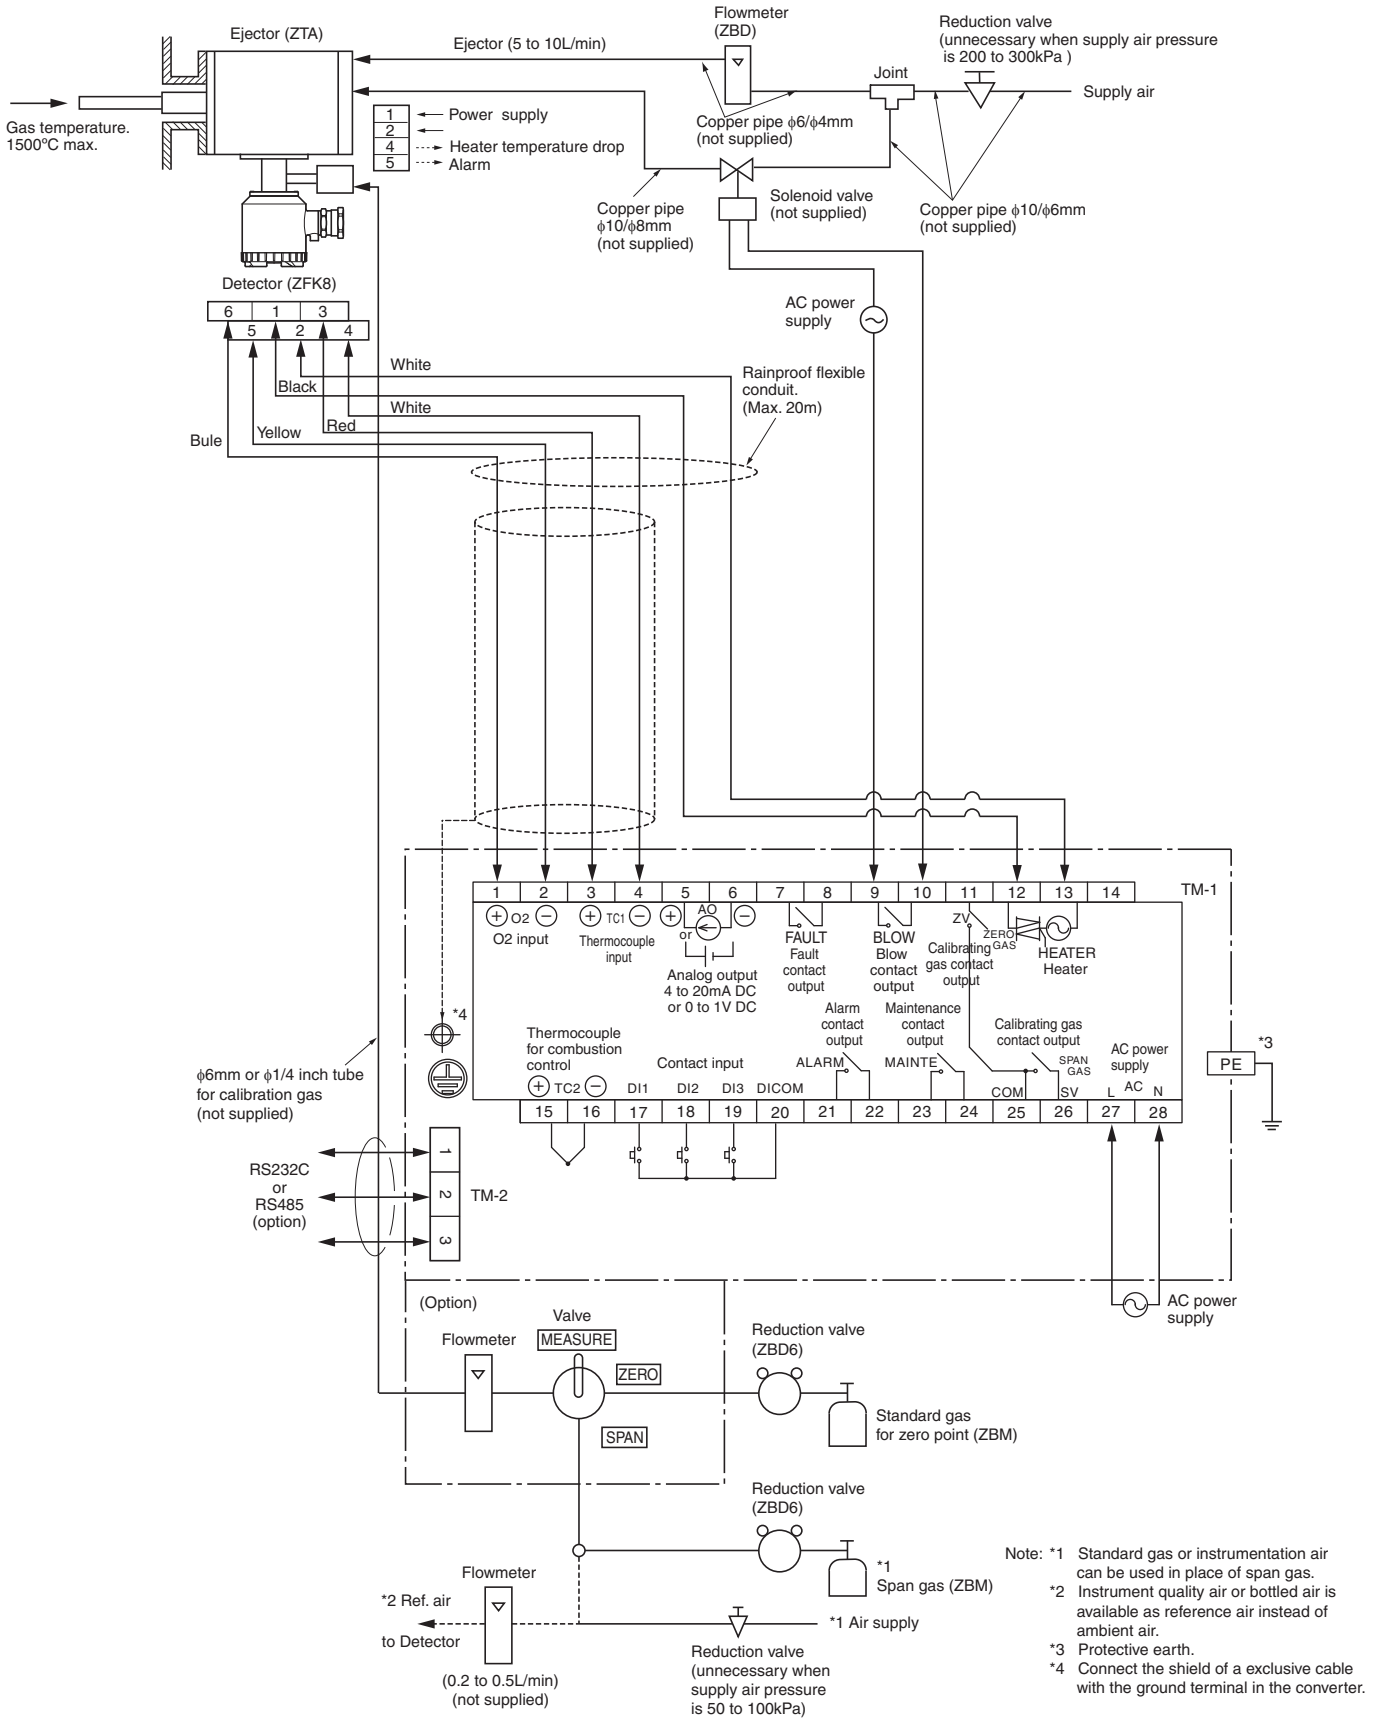 Flowmeter
(ZBD)
Reduction valve
(unnecessary when supply air pressure
is 200 to 300kPa )
Ejector (ZTA)
Ejector (5 to 10L/min)
Joint
Supply air
Gas temperature.
1500°C max.
1 Power supply
2
4 Heater temperature drop
5 Alarm
Copper pipe ϕ6/ϕ4mm
(not supplied)
Solenoid valve
(not supplied)
Copper pipe
ϕ10/ϕ8mm
(not supplied)
Copper pipe ϕ10/ϕ6mm
(not supplied)
Detector (ZFK8)
6 1 3
5 2 4
AC power
supply
White
Black
White
Red
Yellow
Bule
Rainproof flexible
conduit.
(Max. 20m)
1 2 3 4 5 6 7 8 9 10 11 12 13 14
TM-1
+ O2 −
O2 input
+ TC1 −
Thermocouple
input
+ AO −
or
Analog output
4 to 20mA DC
or 0 to 1V DC
FAULT
Fault
contact
output
BLOW
Blow
contact
output
ZV
ZERO
GAS
Calibrating
gas contact
output
HEATER
Heater
*4
Thermocouple
for combustion
control
+ TC2 −
Contact input
DI1 DI2 DI3 DICOM
Alarm
contact
output
ALARM
Maintenance
contact
output
MAINTE
Calibrating gas
contact output
SPAN
GAS
COM SV
AC power
supply
AC
L N
15 16 17 18 19 20 21 22 23 24 25 26 27 28
*3
PE
ϕ6mm or ϕ1/4 inch tube
for calibration gas
(not supplied)
RS232C
or
RS485
(option)
1
2
3
TM-2
AC power
supply
(Option)
Flowmeter
Valve
MEASURE
ZERO
SPAN
Reduction valve
(ZBD6)
Standard gas
for zero point (ZBM)
Reduction valve
(ZBD6)
*1
Span gas (ZBM)
Flowmeter
*2 Ref. air
to Detector
(0.2 to 0.5L/min)
(not supplied)
*1 Air supply
Reduction valve
(unnecessary when
supply air pressure
is 50 to 100kPa)
Note: *1 Standard gas or instrumentation air
can be used in place of span gas.
*2 Instrument quality air or bottled air is
available as reference air instead of
ambient air.
*3 Protective earth.
*4 Connect the shield of a exclusive cable
with the ground terminal in the converter.